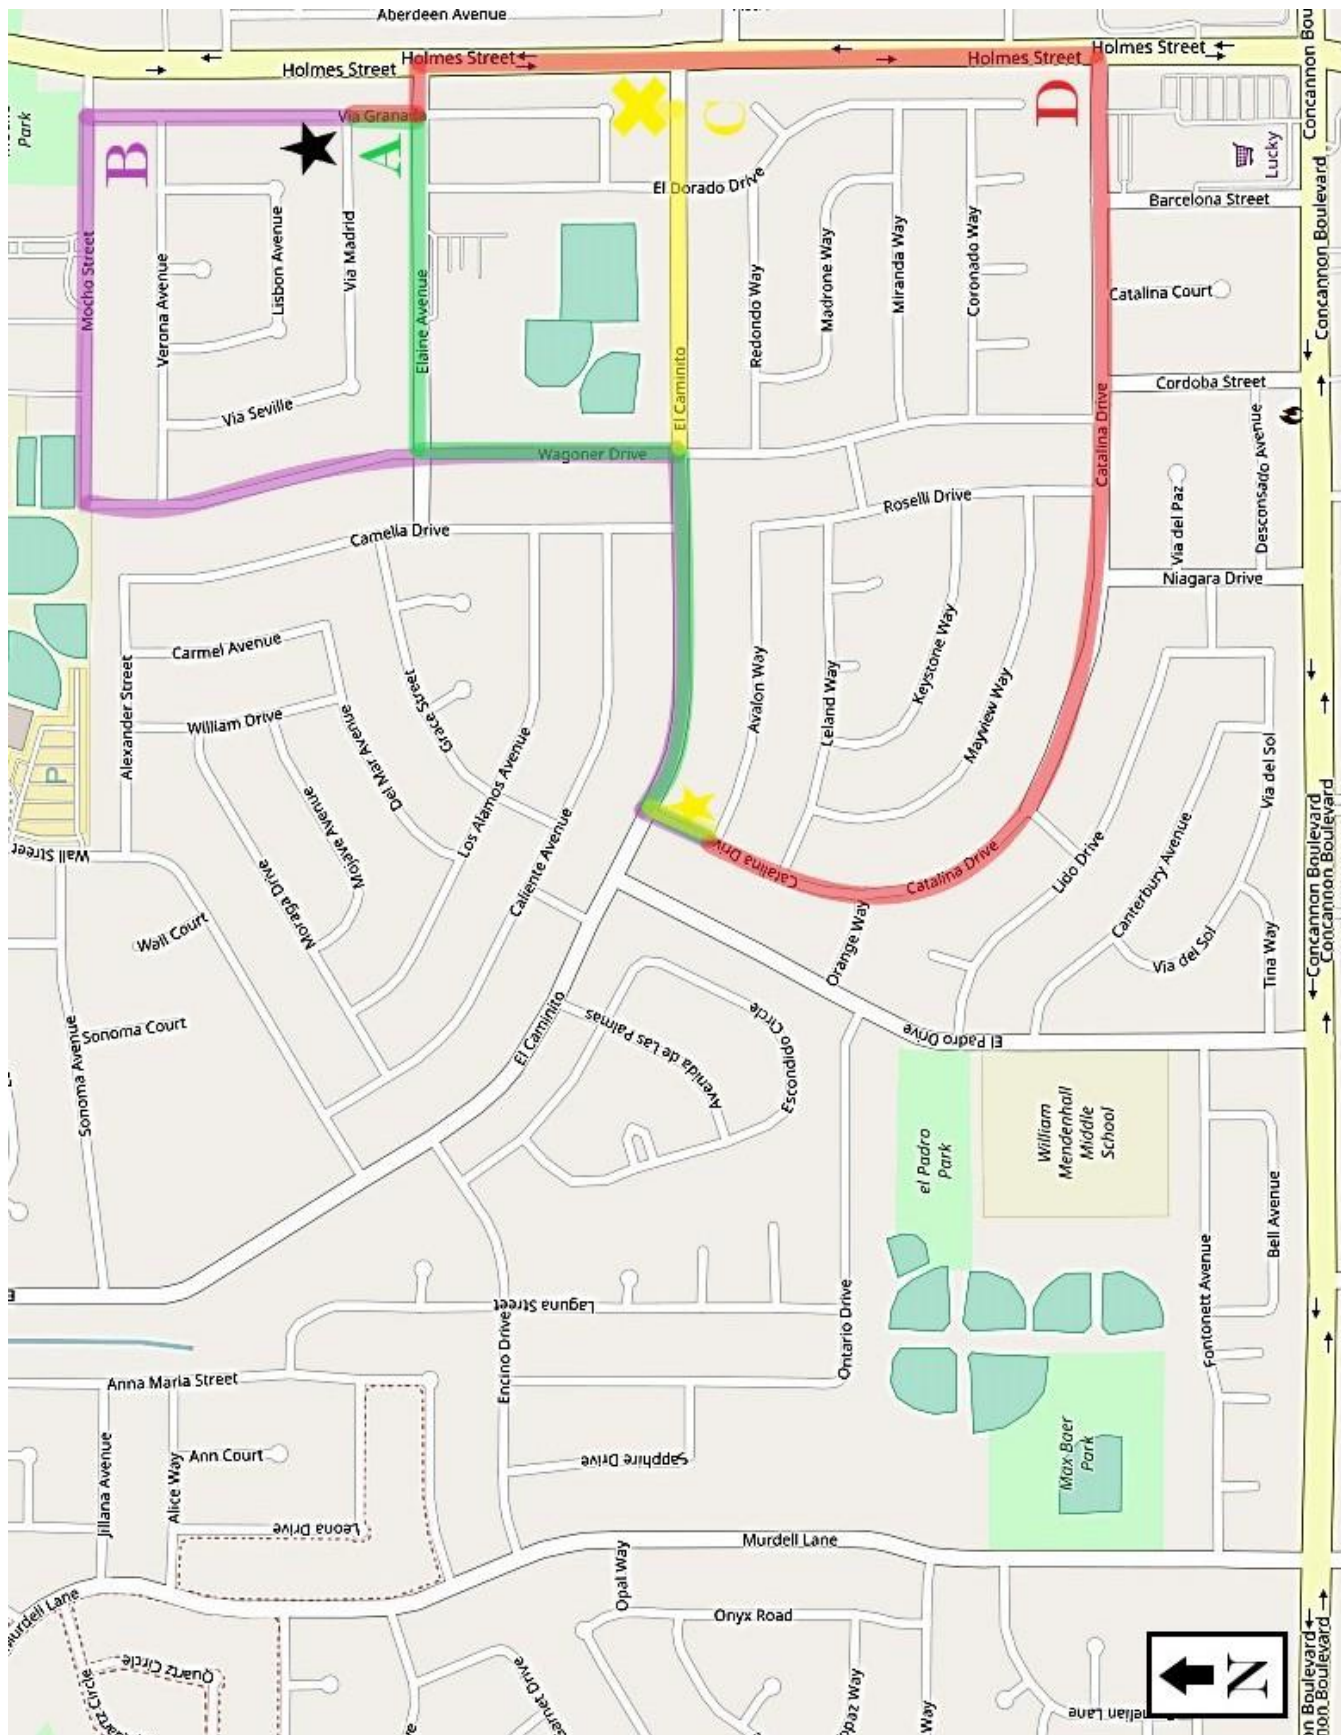 Aberdeen Avenue
Holmes Street
Holmes Street
Holmes Street
Holmes Street
Park
Via Granada
A
B
C
D
Lucky
Concannon Boulevard
Barcelona Street
El Dorado Drive
Mocho Street
Verona Avenue
Lisbon Avenue
Via Madrid
Elaine Avenue
El Caminito
Redondo Way
Madrone Way
Miranda Way
Coronado Way
Catalina Court
Cordoba Street
Via Seville
Catalina Drive
Wagoner Drive
Desconsado Avenue
Via del Paz
Roselli Drive
Camelia Drive
Niagara Drive
Carmel Avenue
Alexander Street
William Drive
Grace Street
Del Mar Avenue
Avalon Way
Leland Way
Keystone Way
Mayview Way
P
Mojave Avenue
Los Alamos Avenue
Via del Sol
Wall Street
Moraga Drive
Caliente Avenue
Catalina Drive
Catalina Drive
Lido Drive
Canterbury Avenue
Concannon Boulevard
Concannon Boulevard
Wall Court
Orange Way
Via del Sol
Tina Way
Sonoma Court
Sonoma Avenue
El Caminito
Avenida de Las Palmas
Escondido Circle
El Padro Drive
el Padro
Park
William
Mendenhall
Middle
School
Bell Avenue
Fontonett Avenue
Laguna Street
Encino Drive
Ontario Drive
Anna Maria Street
Jillana Avenue
Alice Way
Ann Court
Sapphire Drive
Max Baer
Park
Leona Drive
Murdell Lane
Opal Way
Onyx Road
Murdell Lane
Quartz Circle
N